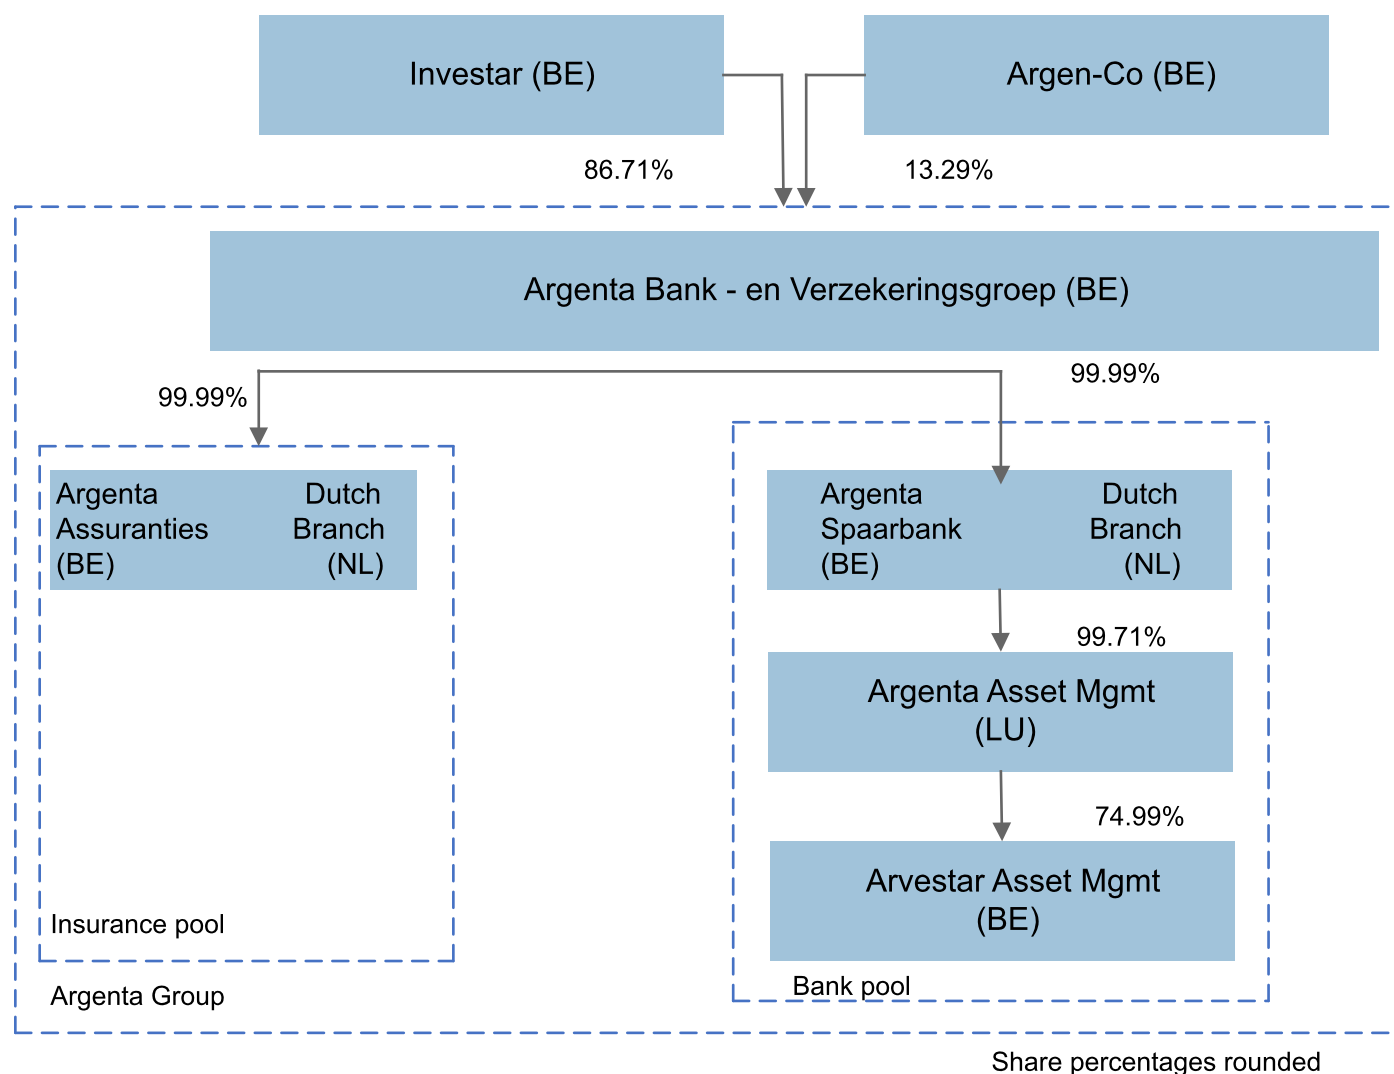 Investar (BE)
Argen-Co (BE)
86.71%
13.29%
Argenta Bank - en Verzekeringsgroep (BE)
99.99%
99.99%
Argenta
Assuranties
(BE)
Dutch
Branch
(NL)
Argenta
Spaarbank
(BE)
Dutch
Branch
(NL)
99.71%
Argenta Asset Mgmt
(LU)
74.99%
Arvestar Asset Mgmt
(BE)
Insurance pool
Bank pool
Argenta Group
Share percentages rounded